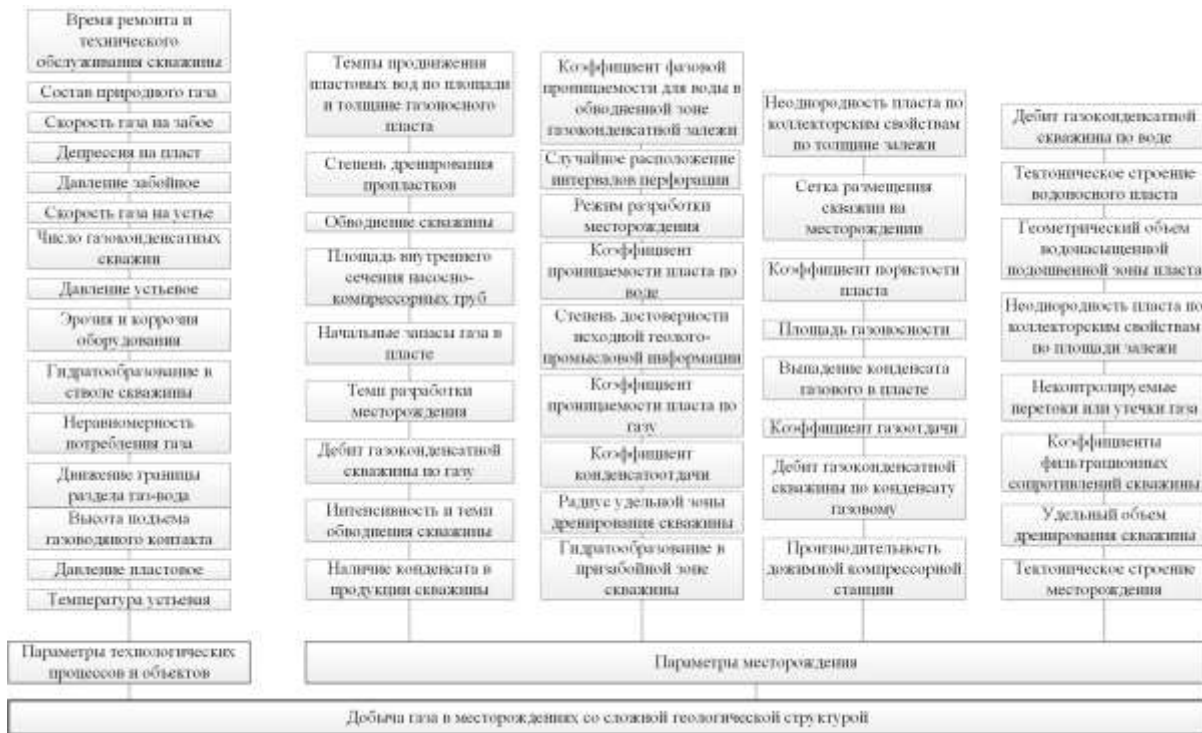 Время ремонта и
технического
обслуживания скважины
Состав природного газа
Скорость газа на забое
Депрессия на пласт
Давление забойное
Скорость газа на устье
Число газоконденсатных
скважин
Давление устьевое
Эрозия и коррозия
оборудования
Гидратообразование в
стволе скважины
Неравномерность
потребления газа
Движение границы
раздела газ-вода
Высота подъема
газоводяного контакта
Давление пластовое
Температура устьевая
Темпы продвижения
пластовых вод по площади
и толщине газоносного
пласта
Степень дренирования
пропластков
Обводнение скважины
Площадь внутреннего
сечения насосно-
компрессорных труб
Начальные запасы газа в
пласте
Темп разработки
месторождения
Дебит газоконденсатной
скважины по газу
Интенсивность и темп
обводнения скважины
Наличие конденсата в
продукции скважины
Коэффициент фазовой
проницаемости для воды в
обводненной зоне
газоконденсатной залежи
Случайное расположение
интервалов перфорации
Режим разработки
месторождения
Коэффициент
проницаемости пласта по
воде
Степень достоверности
исходной геолого-
промысловой информации
Коэффициент
проницаемости пласта по
газу
Коэффициент
конденсатоотдачи
Радиус удельной зоны
дренирования скважины
Гидратообразование в
призабойной зоне
скважины
Неоднородность пласта по
коллекторским свойствам
по толщине залежи
Сетка размещения
скважин на
месторождении
Коэффициент пористости
пласта
Площадь газоносности
Выпадение конденсата
газового в пласте
Коэффициент газоотдачи
Дебит газоконденсатной
скважины по конденсату
газовому
Производительность
дожимной компрессорной
станции
Дебит газоконденсатной
скважины по воде
Тектоническое строение
водоносного пласта
Геометрический объем
водонасыщенной
подошвенной зоны пласта
Неоднородность пласта по
коллекторским свойствам
по площади залежи
Неконтролируемые
перетоки или утечки газа
Коэффициенты
фильтрационных
сопротивлений скважины
Удельный объем
дренирования скважины
Тектоническое строение
месторождения
Параметры технологических
процессов и объектов
Параметры месторождения
Добыча газа в месторождениях со сложной геологической структурой